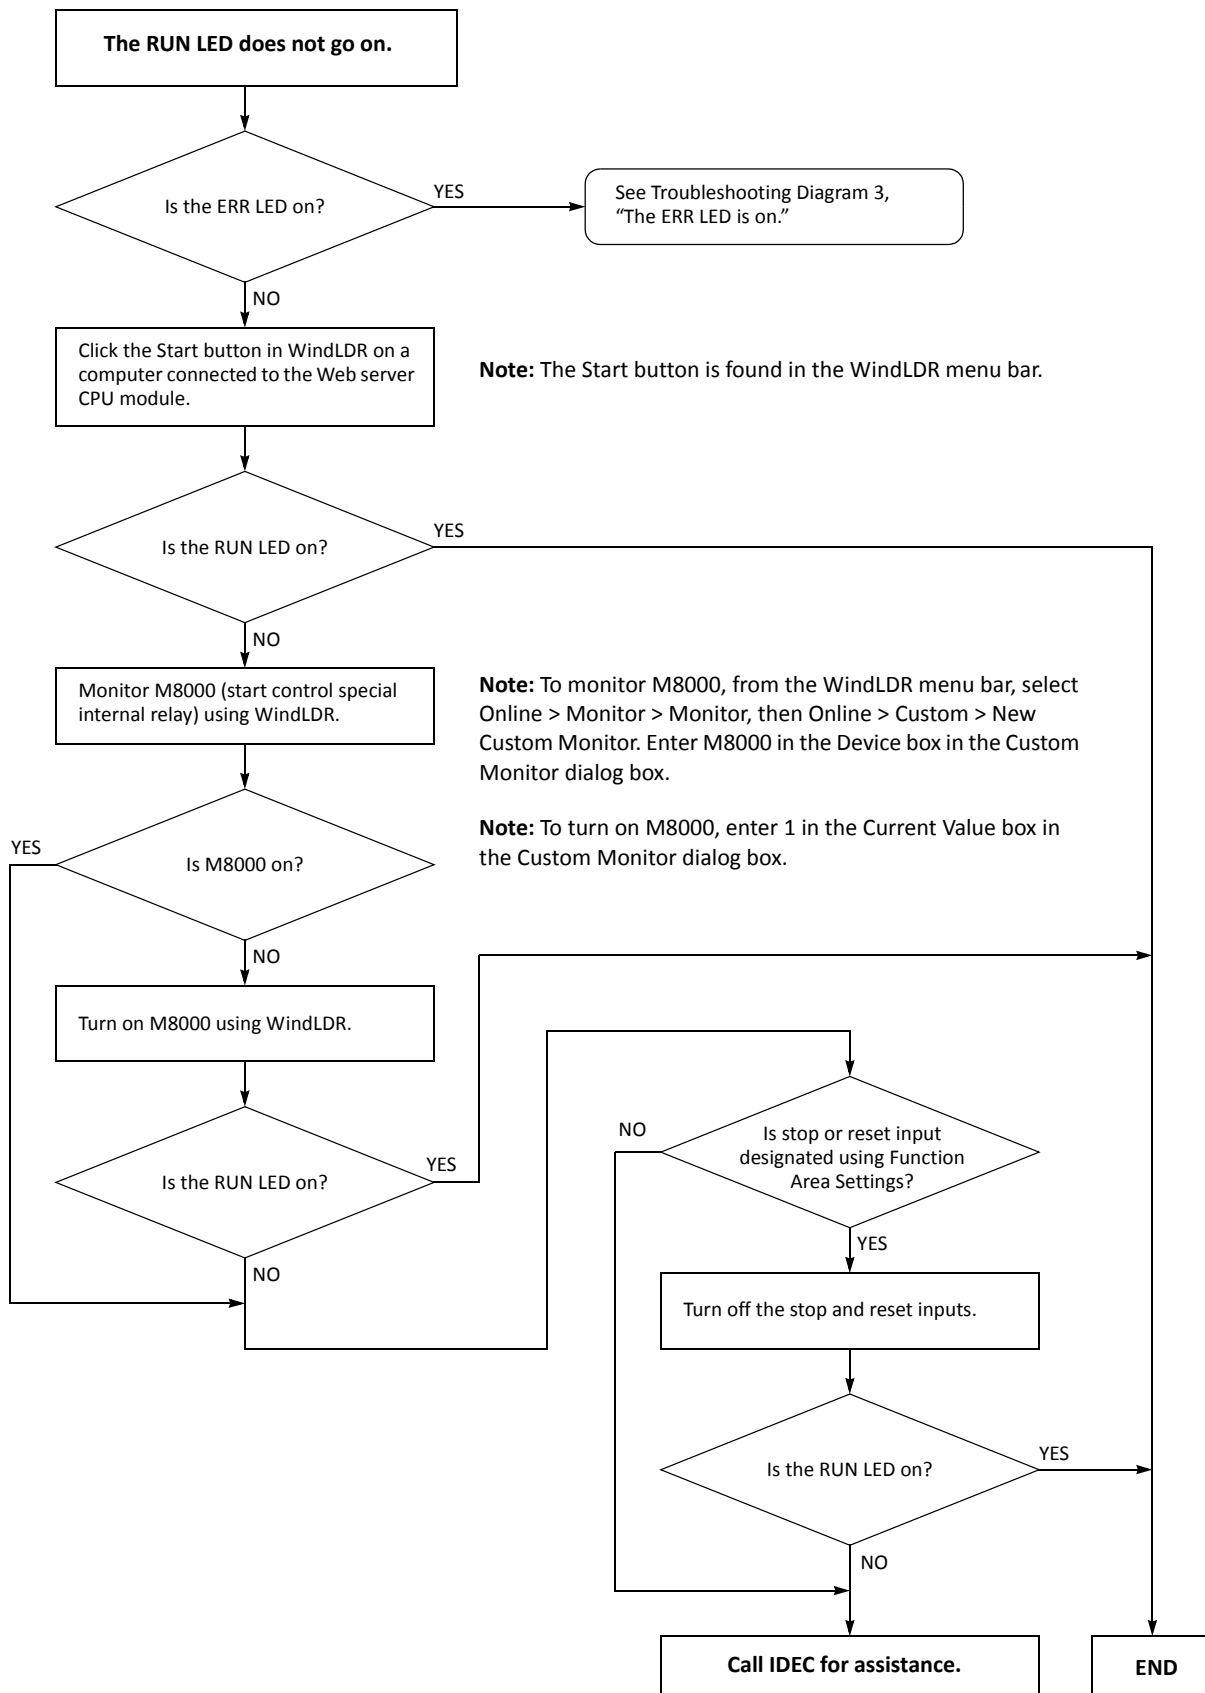 The RUN LED does not go on.
Is the ERR LED on?
YES
See Troubleshooting Diagram 3,
“The ERR LED is on.”
NO
Click the Start button in WindLDR on a
computer connected to the Web server
CPU module.
Note: The Start button is found in the WindLDR menu bar.
Is the RUN LED on?
YES
NO
Monitor M8000 (start control special
internal relay) using WindLDR.
Note: To monitor M8000, from the WindLDR menu bar, select
Online > Monitor > Monitor, then Online > Custom > New
Custom Monitor. Enter M8000 in the Device box in the Custom
Monitor dialog box.
Note: To turn on M8000, enter 1 in the Current Value box in
the Custom Monitor dialog box.
YES
Is M8000 on?
NO
Turn on M8000 using WindLDR.
Is the RUN LED on?
YES
NO
NO
Is stop or reset input
designated using Function
Area Settings?
YES
Turn off the stop and reset inputs.
Is the RUN LED on?
YES
NO
Call IDEC for assistance.
END